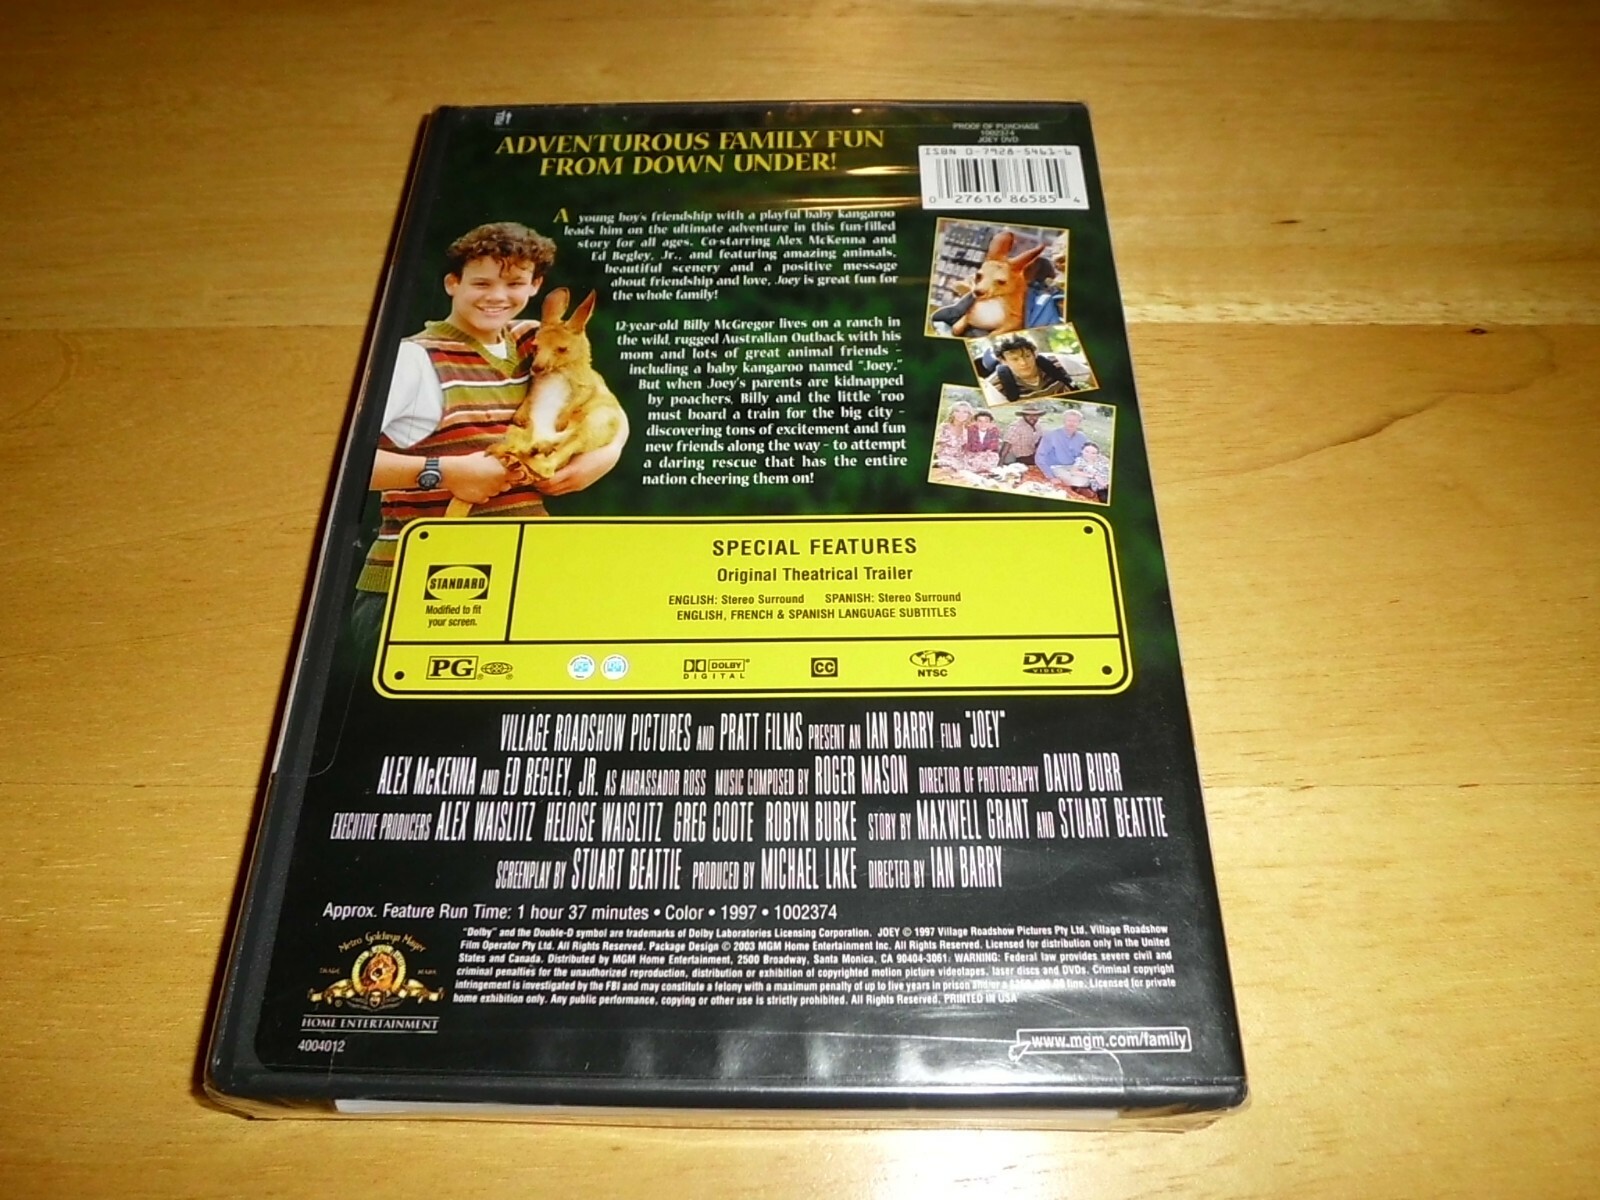 ADVENTUROUS FAMILY FUN
FROM DOWN UNDER!
PROOF OF PURCHASE
1002374
JOEY DVD
ISBN 0-7928-5461-6
0 27616 86585 4
A young boy's friendship with a playful baby kangaroo
leads him on the ultimate adventure in this fun-filled
story for all ages. Co-starring Alex McKenna and
Ed Begley, Jr., and featuring amazing animals,
beautiful scenery and a positive message
about friendship and love, Joey is great fun for
the whole family!
12-year-old Billy McGregor lives on a ranch in
the wild, rugged Australian Outback with his
mom and lots of great animal friends –
including a baby kangaroo named "Joey."
But when Joey's parents are kidnapped
by poachers, Billy and the little 'roo
must board a train for the big city –
discovering tons of excitement and fun
new friends along the way – to attempt
a daring rescue that has the entire
nation cheering them on!
STANDARD
Modified to fit
your screen.
SPECIAL FEATURES
Original Theatrical Trailer
ENGLISH: Stereo Surround SPANISH: Stereo Surround
ENGLISH, FRENCH & SPANISH LANGUAGE SUBTITLES
PG
DOLBY
DIGITAL
CC
1
NTSC
DVD
VIDEO
VILLAGE ROADSHOW PICTURES AND PRATT FILMS PRESENT AN IAN BARRY FILM "JOEY"
ALEX McKENNA AND ED BEGLEY, JR. AS AMBASSADOR ROSS MUSIC COMPOSED BY ROGER MASON DIRECTOR OF PHOTOGRAPHY DAVID BURR
EXECUTIVE PRODUCERS ALEX WAISLITZ HELOISE WAISLITZ GREG COOTE ROBYN BURKE STORY BY MAXWELL GRANT AND STUART BEATTIE
SCREENPLAY BY STUART BEATTIE PRODUCED BY MICHAEL LAKE DIRECTED BY IAN BARRY
Approx. Feature Run Time: 1 hour 37 minutes • Color • 1997 • 1002374
"Dolby" and the Double-D symbol are trademarks of Dolby Laboratories Licensing Corporation. JOEY © 1997 Village Roadshow Pictures Pty Ltd. Village Roadshow
Film Operator Pty Ltd. All Rights Reserved. Package Design © 2003 MGM Home Entertainment Inc. All Rights Reserved. Licensed for distribution only in the United
States and Canada. Distributed by MGM Home Entertainment, 2500 Broadway, Santa Monica, CA 90404-3061. WARNING: Federal law provides severe civil and
criminal penalties for the unauthorized reproduction, distribution or exhibition of copyrighted motion picture videotapes, laser discs and DVDs. Criminal copyright
infringement is investigated by the FBI and may constitute a felony with a maximum penalty of up to five years in prison and/or a fine. Licensed for private
home exhibition only. Any public performance, copying or other use is strictly prohibited. All Rights Reserved. PRINTED IN USA
Metro Goldwyn Mayer
TRADE MARK
HOME ENTERTAINMENT
4004012
www.mgm.com/family